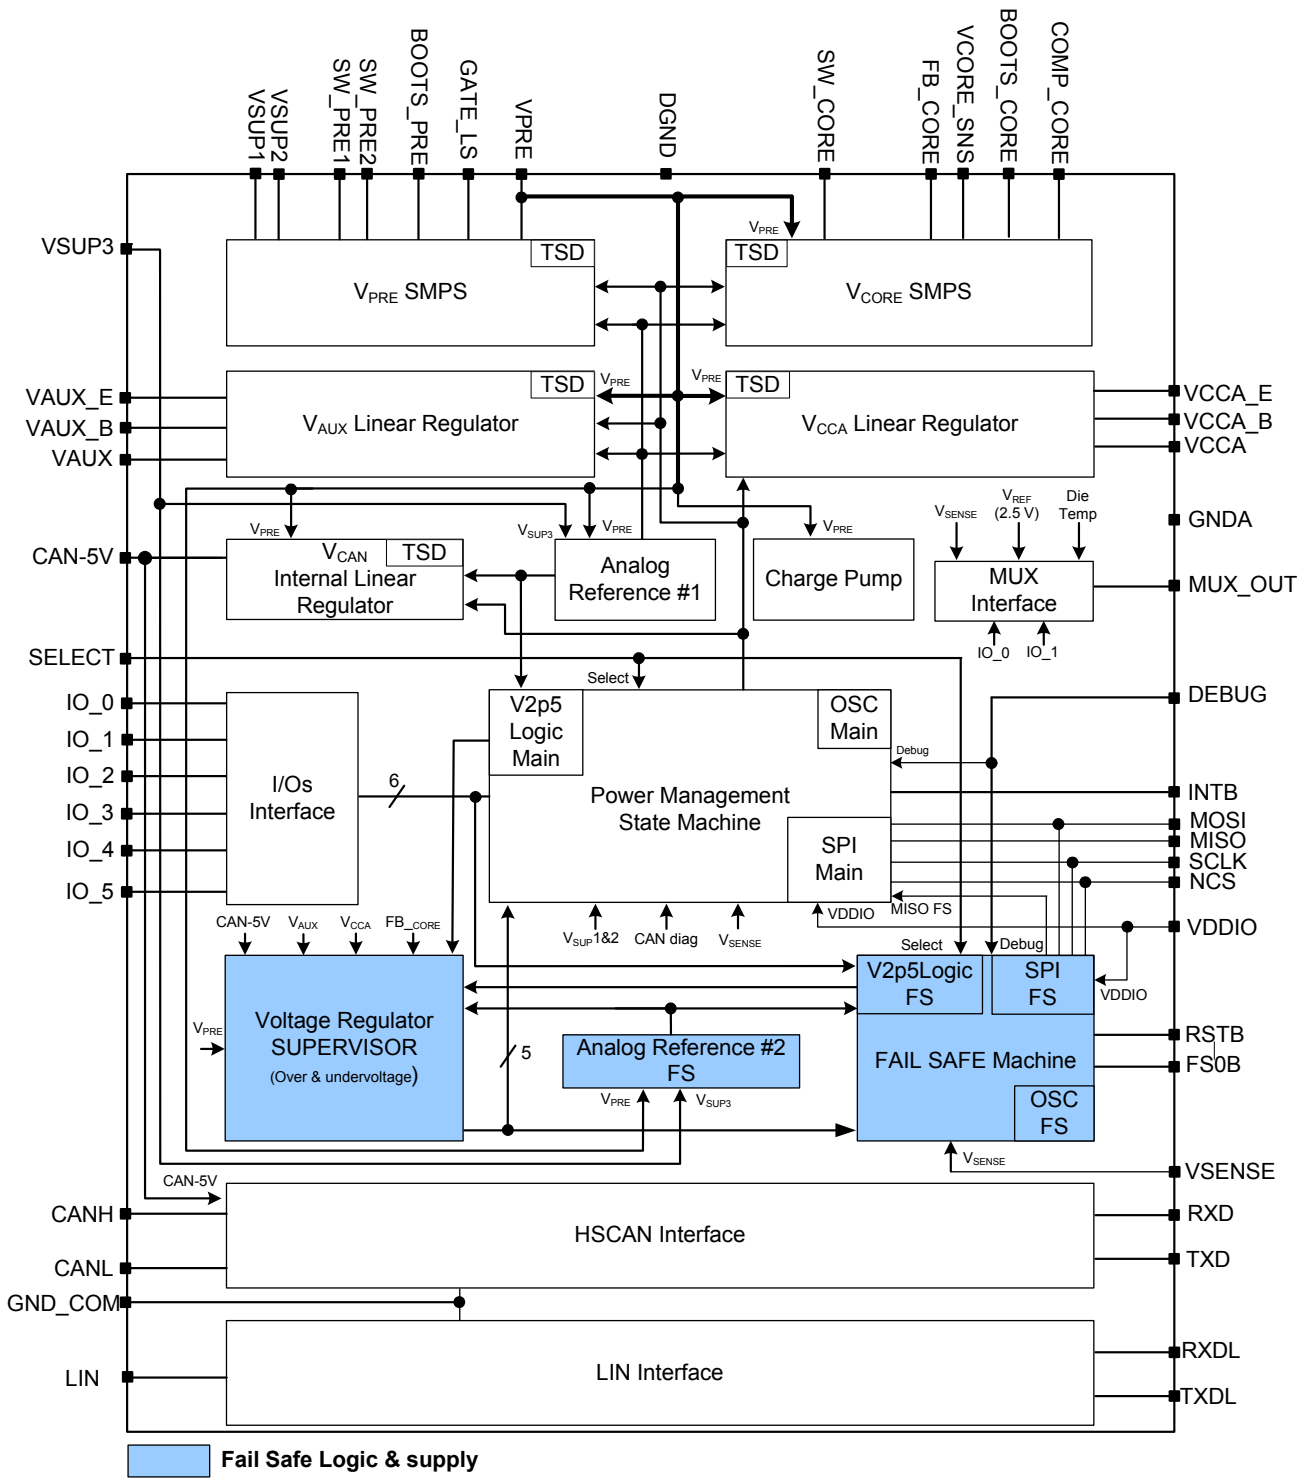 VSUP1
VSUP2
SW_PRE1
SW_PRE2
BOOTS_PRE
GATE_LS
VPRE
DGND
SW_CORE
FB_CORE
VCORE_SNS
BOOTS_CORE
COMP_CORE
VSUP3
TSD
VPRE SMPS
VPRE
TSD
VCORE SMPS
VAUX_E
VAUX_B
VAUX
TSD
VAUX Linear Regulator
VPRE
VPRE
TSD
VCCA Linear Regulator
VCCA_E
VCCA_B
VCCA
GNDA
CAN-5V
VPRE
VCAN
TSD
Internal Linear
Regulator
VSUP3
VPRE
Analog
Reference #1
VPRE
Charge Pump
VSENSE
VREF
(2.5 V)
Die
Temp
MUX
Interface
IO_0
IO_1
MUX_OUT
SELECT
Select
IO_0
IO_1
IO_2
IO_3
IO_4
IO_5
I/Os
Interface
6
V2p5
Logic
Main
OSC
Main
Power Management
State Machine
SPI
Main
Debug
DEBUG
INTB
MOSI
MISO
SCLK
NCS
VDDIO
VDDIO
MISO FS
CAN-5V
VAUX
VCCA
FB_CORE
VSUP1&2
CAN diag
VSENSE
Select
Debug
VPRE
Voltage Regulator
SUPERVISOR
(Over & undervoltage)
5
Analog Reference #2
FS
VPRE
VSUP3
V2p5Logic
FS
SPI
FS
VDDIO
FAIL SAFE Machine
OSC
FS
RSTB
FS0B
VSENSE
VSENSE
CAN-5V
CANH
CANL
HSCAN Interface
RXD
TXD
GND_COM
LIN
LIN Interface
RXDL
TXDL
Fail Safe Logic & supply